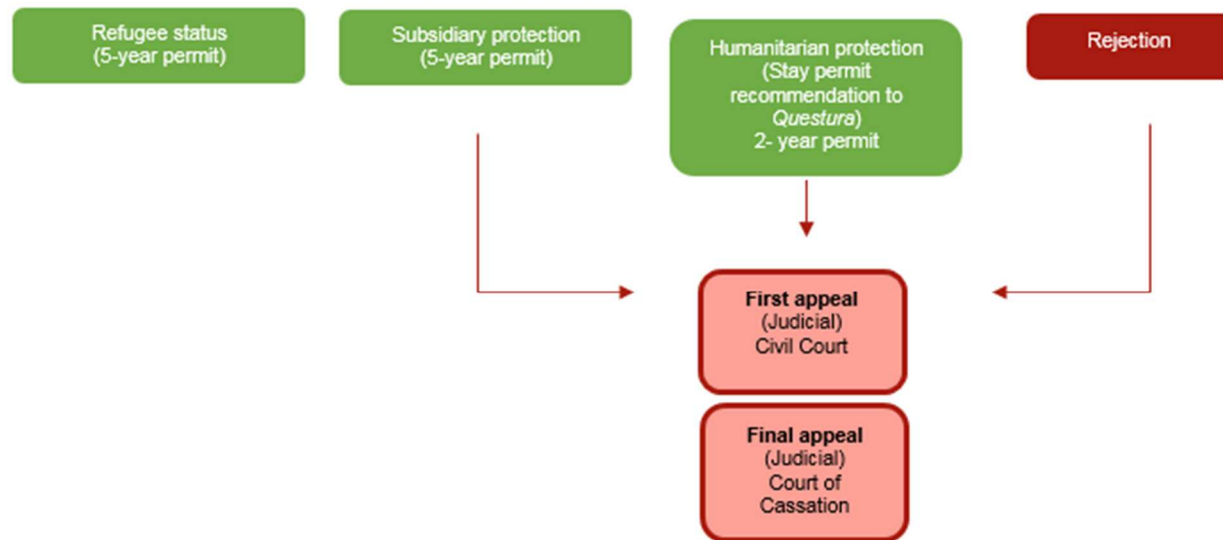 Refugee status
(5-year permit)
Subsidiary protection
(5-year permit)
Humanitarian protection
(Stay permit
recommendation to
Questura)
2- year permit
Rejection
First appeal
(Judicial)
Civil Court
Final appeal
(Judicial)
Court of
Cassation